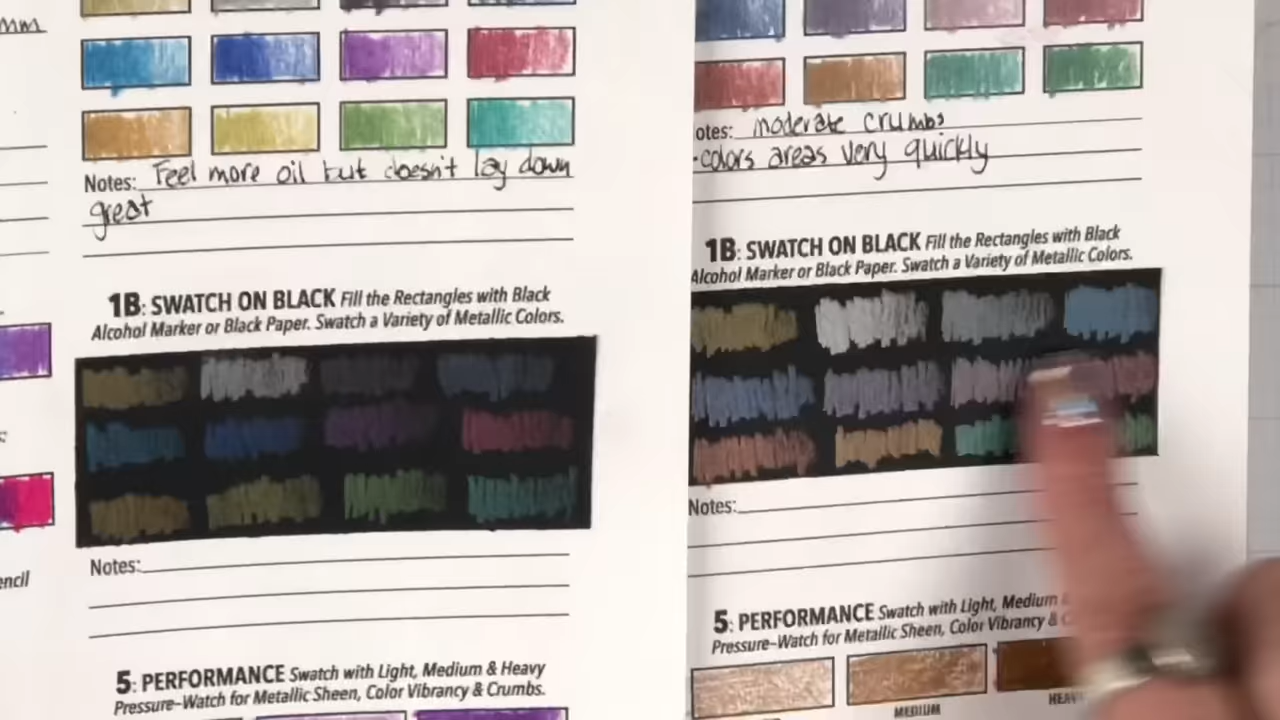 mm
Notes: Feel more oil but doesn't lay down
great
1B: SWATCH ON BLACK Fill the Rectangles with Black
Alcohol Marker or Black Paper. Swatch a Variety of Metallic Colors.
Notes:
encil
5: PERFORMANCE Swatch with Light, Medium & Heavy
Pressure–Watch for Metallic Sheen, Color Vibrancy & Crumbs.
otes: moderate crumbs
-colors areas very quickly
1B: SWATCH ON BLACK Fill the Rectangles with Black
Alcohol Marker or Black Paper. Swatch a Variety of Metallic Colors.
Notes:
5: PERFORMANCE Swatch with Light, Medium
Pressure–Watch for Metallic Sheen, Color Vibrancy &
MEDIUM
HEAV